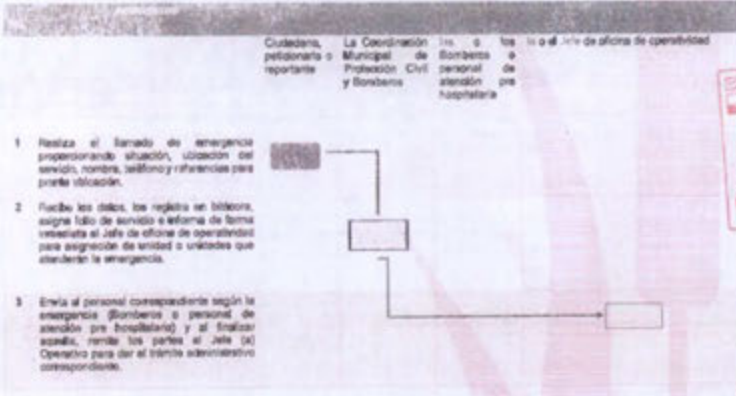 Ciudadano,
peticionario o
reportante
La Coordinación
Municipal de
Protección Civil
y Bomberos
los o los
Bomberos o
personal de
atención pre
hospitalaria
la o el Jefe de oficina de operatividad
1 Realiza el llamado de emergencia
proporcionando situación, ubicación del
servicio, nombre, teléfono y referencias para
pronta ubicación.
2 Recibe los datos, los registra en bitácora,
asigna folio de servicio e informa de forma
inmediata al Jefe de oficina de operatividad
para asignación de unidad o unidades que
atenderán la emergencia.
3 Envía al personal correspondiente según la
emergencia (Bomberos o personal de
atención pre hospitalaria) y al finalizar
aquella, remite los partes al Jefe (a)
Operativo para dar el trámite administrativo
correspondiente.